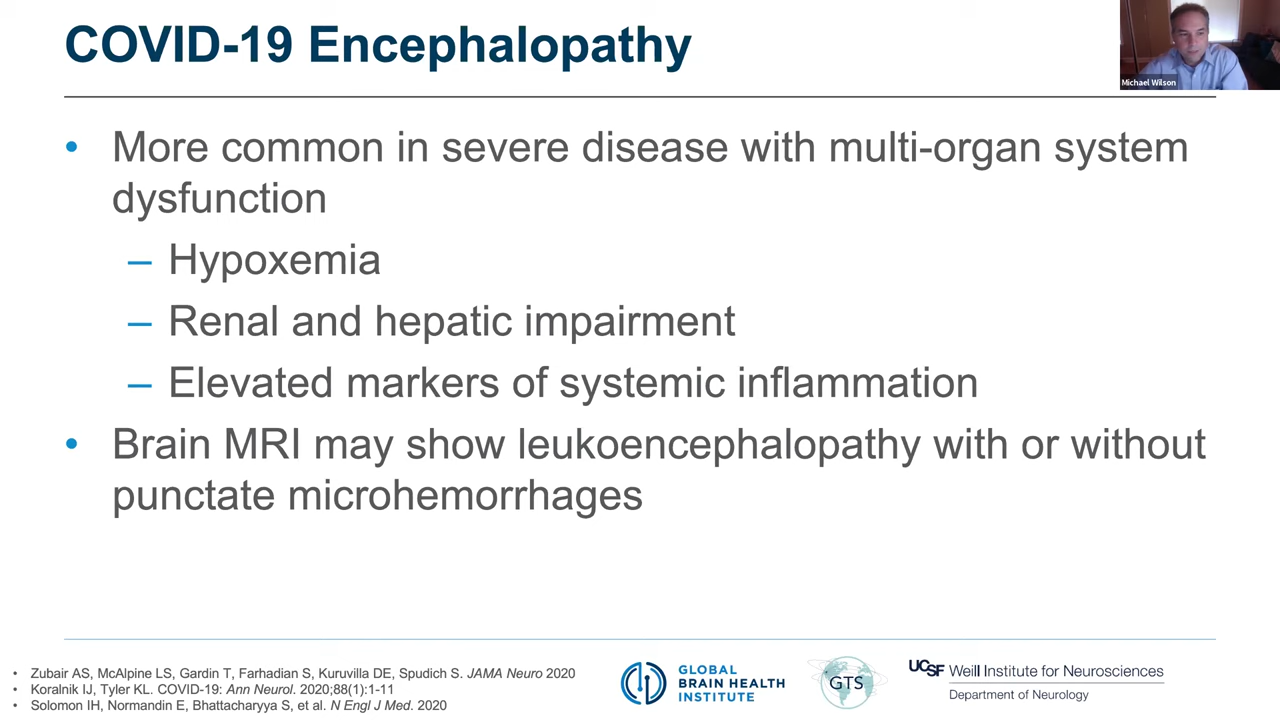 COVID-19 Encephalopathy
Michael Wilson
• More common in severe disease with multi-organ system
dysfunction
– Hypoxemia
– Renal and hepatic impairment
– Elevated markers of systemic inflammation
• Brain MRI may show leukoencephalopathy with or without
punctate microhemorrhages
• Zubair AS, McAlpine LS, Gardin T, Farhadian S, Kuruvilla DE, Spudich S. JAMA Neuro 2020
• Koralnik IJ, Tyler KL. COVID-19: Ann Neurol. 2020;88(1):1-11
• Solomon IH, Normandin E, Bhattacharyya S, et al. N Engl J Med. 2020
GLOBAL
BRAIN HEALTH
INSTITUTE
GTS
UCSF Weill Institute for Neurosciences
Department of Neurology